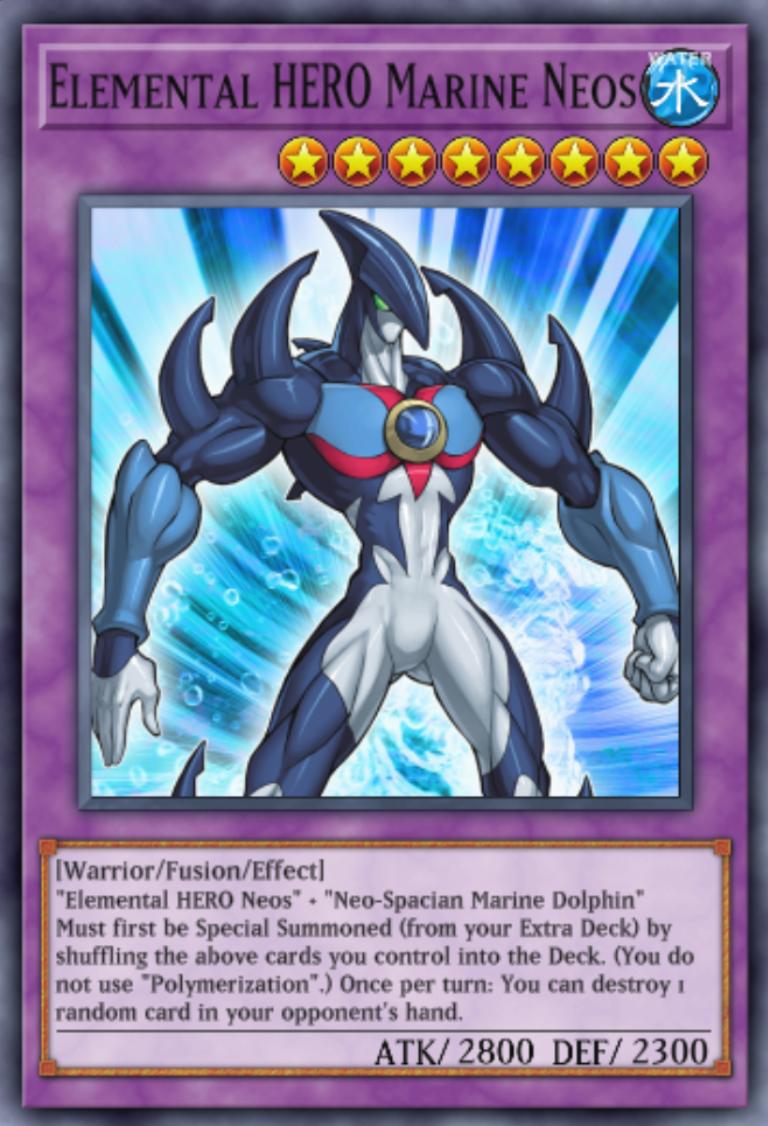 ELEMENTAL HERO MARINE NEOS
WATER
水
[Warrior/Fusion/Effect]
"Elemental HERO Neos" + "Neo-Spacian Marine Dolphin"
Must first be Special Summoned (from your Extra Deck) by
shuffling the above cards you control into the Deck. (You do
not use "Polymerization".) Once per turn: You can destroy 1
random card in your opponent's hand.
ATK/ 2800 DEF/ 2300